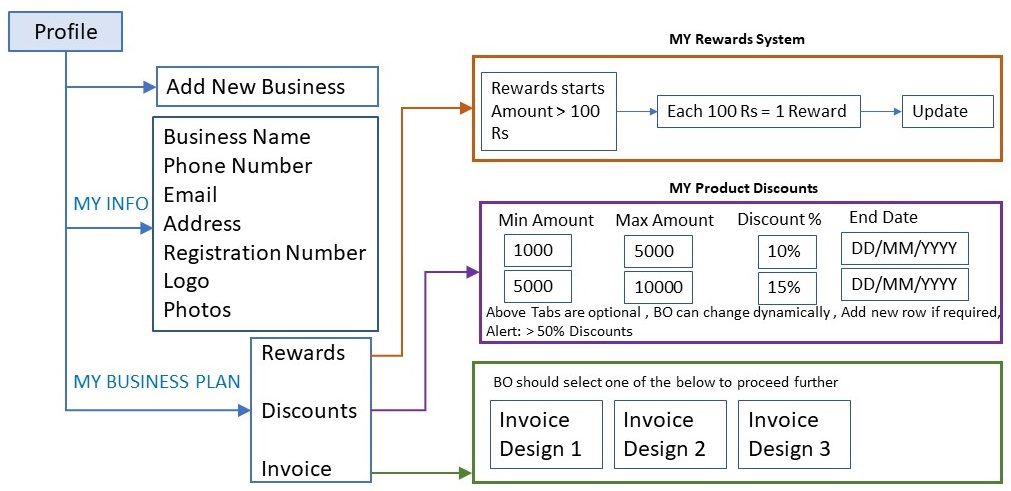 Profile
Add New Business
MY INFO
Business Name
Phone Number
Email
Address
Registration Number
Logo
Photos
MY BUSINESS PLAN
Rewards
Discounts
Invoice
MY Rewards System
Rewards starts
Amount > 100
Rs
Each 100 Rs = 1 Reward
Update
MY Product Discounts
Min Amount Max Amount Discount % End Date
1000 5000 10% DD/MM/YYYY
5000 10000 15% DD/MM/YYYY
Above Tabs are optional , BO can change dynamically , Add new row if required,
Alert: > 50% Discounts
BO should select one of the below to proceed further
Invoice
Design 1
Invoice
Design 2
Invoice
Design 3